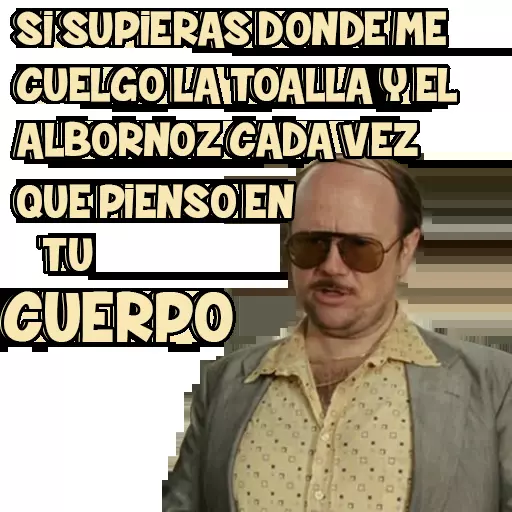 SI SUPIERAS DONDE ME
CUELGO LA TOALLA Y EL
ALBORNOZ CADA VEZ
QUE PIENSO EN
TU
CUERPO